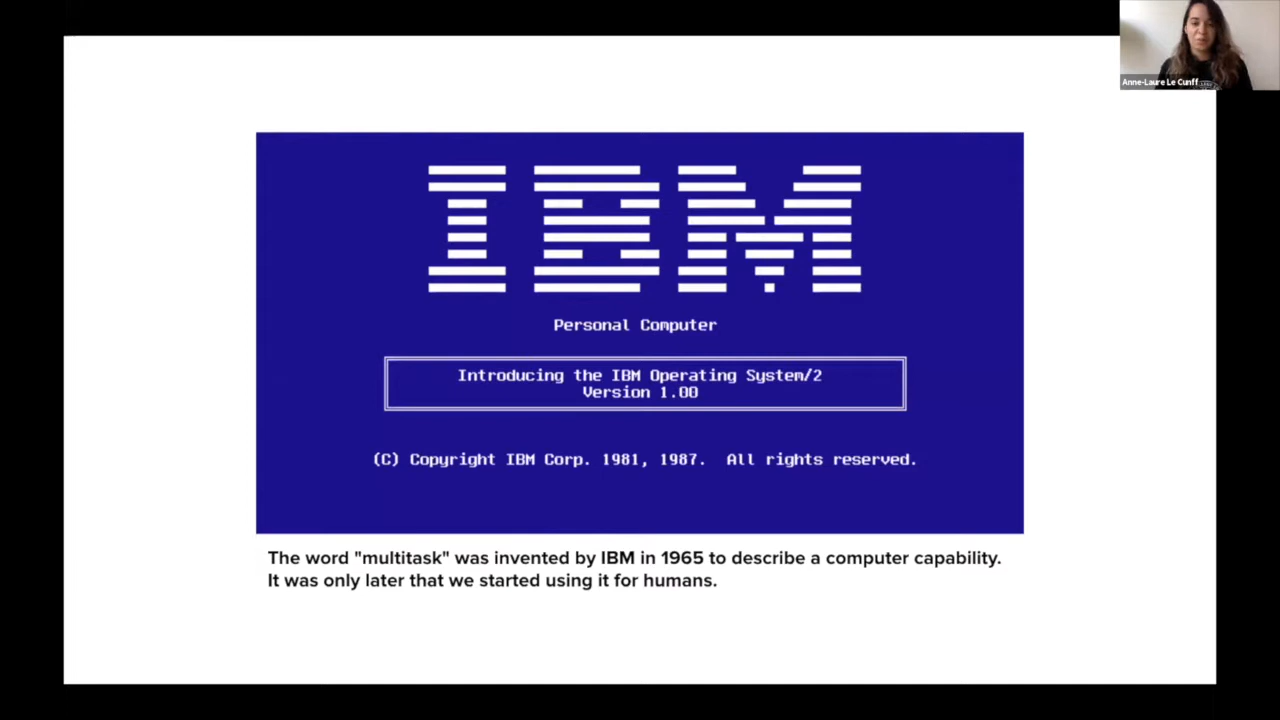 Anne-Laure Le Cunff
IBM
Personal Computer
Introducing the IBM Operating System/2
Version 1.00
(C) Copyright IBM Corp. 1981, 1987. All rights reserved.
The word "multitask" was invented by IBM in 1965 to describe a computer capability.
It was only later that we started using it for humans.